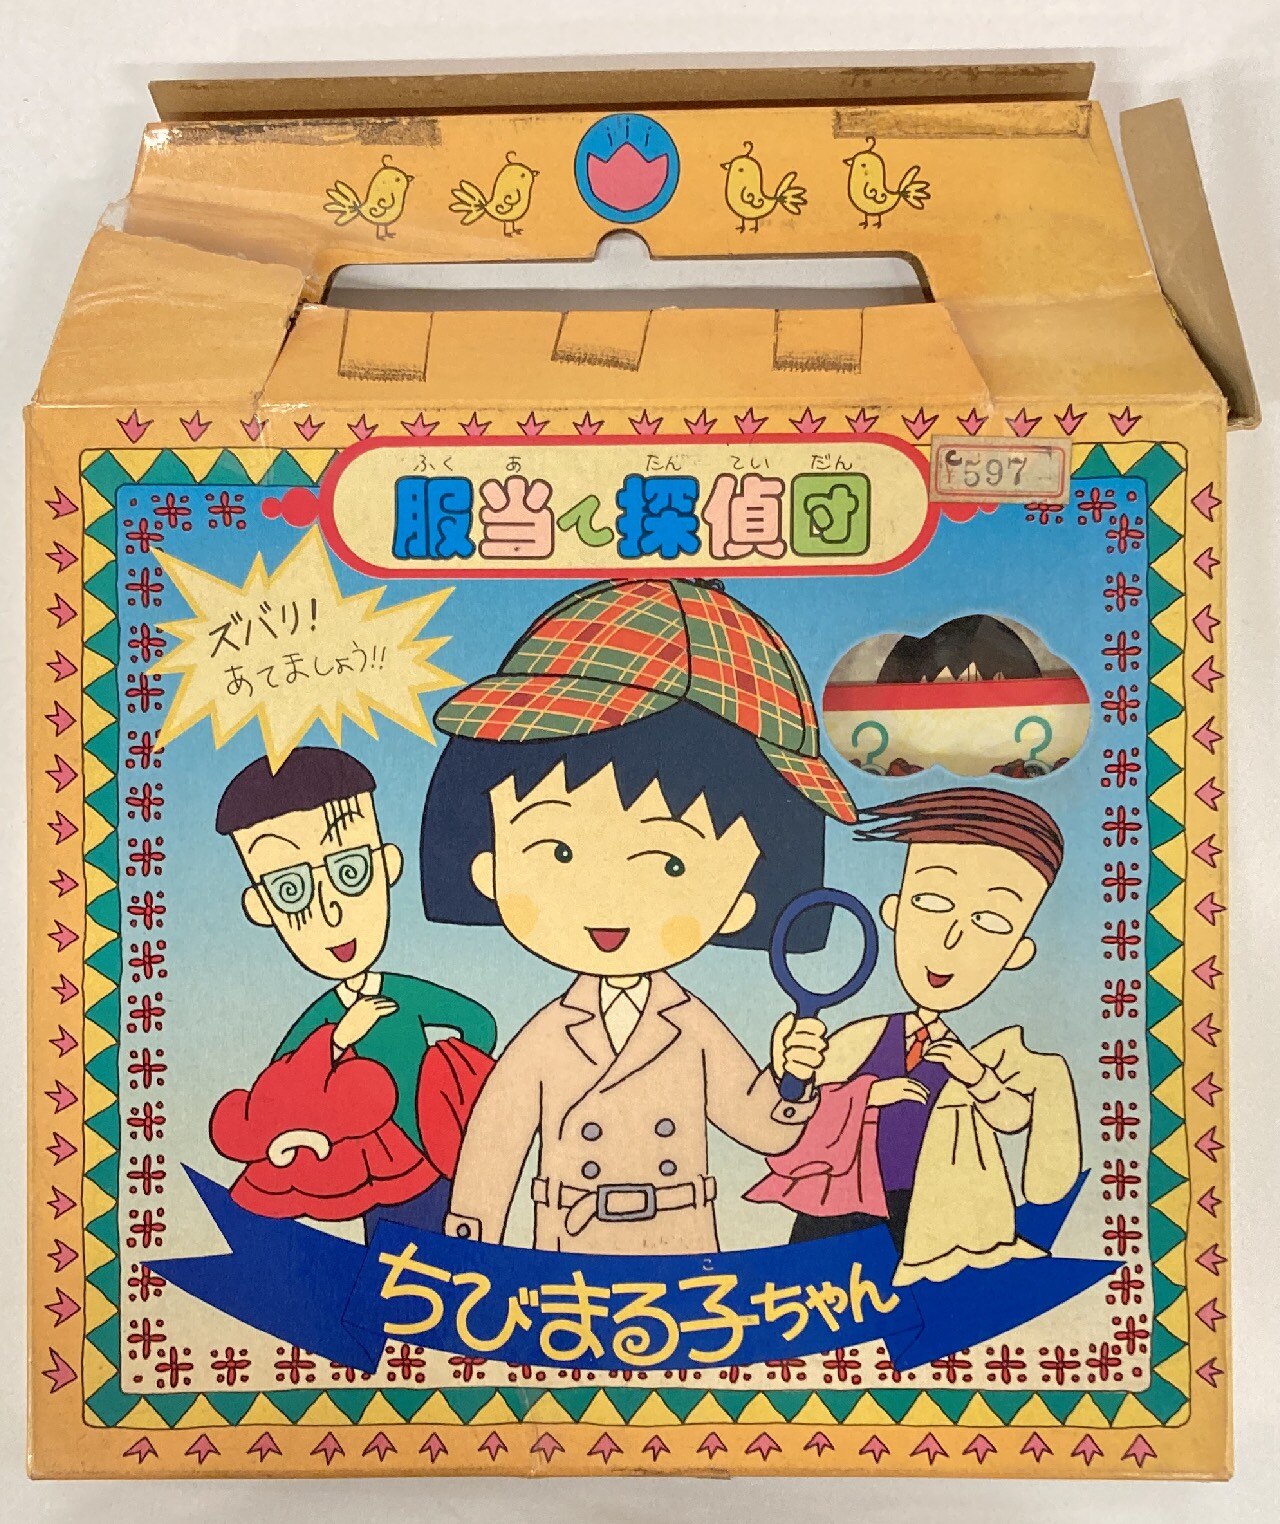 ふく あ たん てい だん
服当て探偵団
¥597
ズバリ!
あてましょう!!
? ?
こ
ちびまる子ちゃん